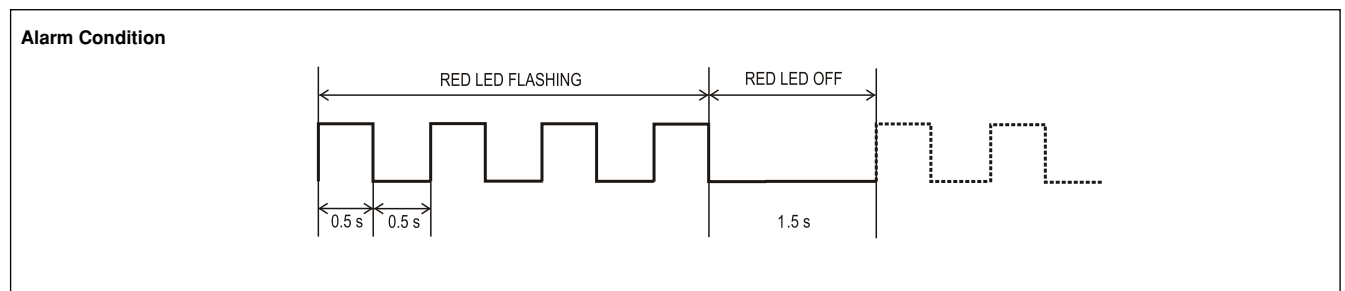 Alarm Condition
RED LED FLASHING
RED LED OFF
0.5 s
0.5 s
1.5 s